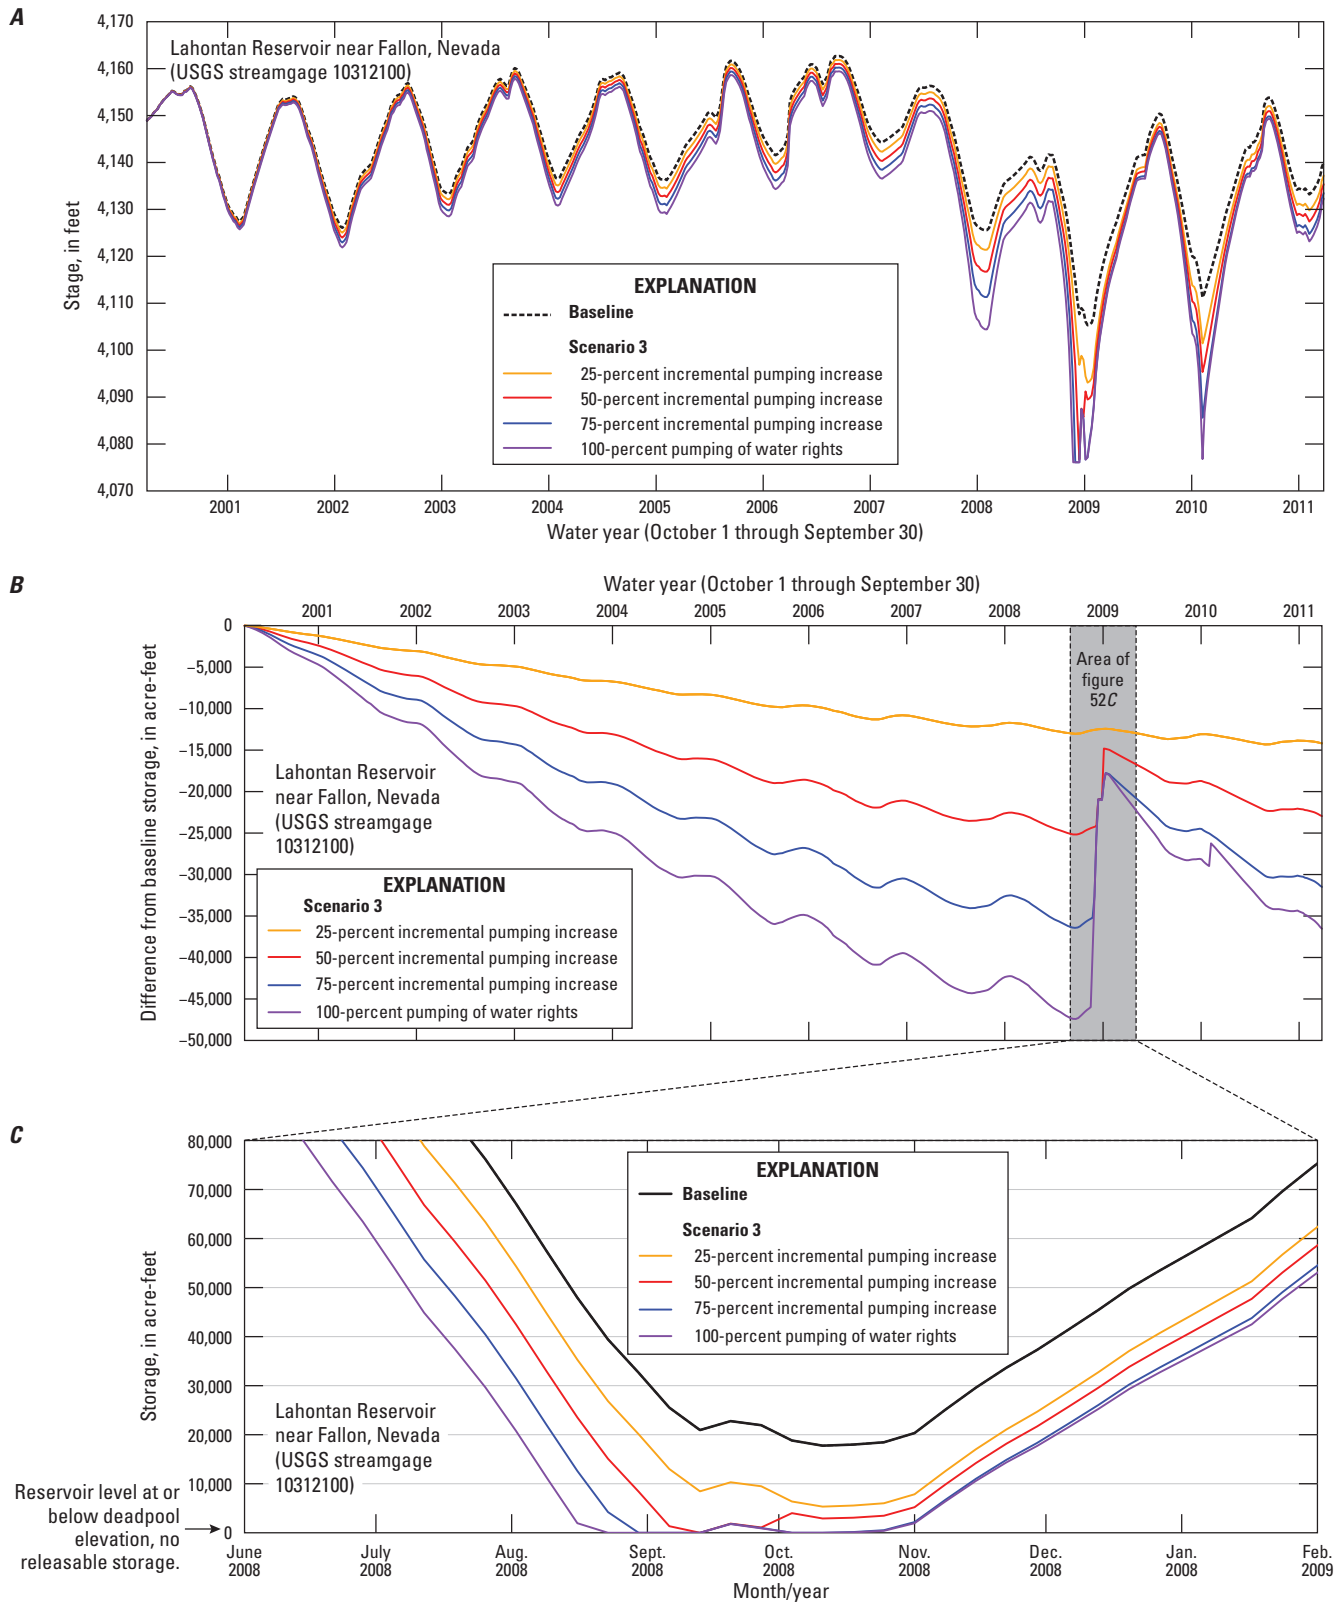 A
4,170
4,160
4,150
4,140
4,130
4,120
4,110
4,100
4,090
4,080
4,070
Stage, in feet
Lahontan Reservoir near Fallon, Nevada
(USGS streamgage 10312100)
EXPLANATION
Baseline
Scenario 3
25-percent incremental pumping increase
50-percent incremental pumping increase
75-percent incremental pumping increase
100-percent pumping of water rights
2001 2002 2003 2004 2005 2006 2007 2008 2009 2010 2011
Water year (October 1 through September 30)
B
Water year (October 1 through September 30)
2001 2002 2003 2004 2005 2006 2007 2008 2009 2010 2011
0
−5,000
−10,000
−15,000
−20,000
−25,000
−30,000
−35,000
−40,000
−45,000
−50,000
Difference from baseline storage, in acre-feet
Area of
figure
52C
Lahontan Reservoir
near Fallon, Nevada
(USGS streamgage
10312100)
EXPLANATION
Scenario 3
25-percent incremental pumping increase
50-percent incremental pumping increase
75-percent incremental pumping increase
100-percent pumping of water rights
C
80,000
70,000
60,000
50,000
40,000
30,000
20,000
10,000
0
Storage, in acre-feet
EXPLANATION
Baseline
Scenario 3
25-percent incremental pumping increase
50-percent incremental pumping increase
75-percent incremental pumping increase
100-percent pumping of water rights
Lahontan Reservoir
near Fallon, Nevada
(USGS streamgage
10312100)
Reservoir level at or
below deadpool
elevation, no
releasable storage.
June July Aug. Sept. Oct. Nov. Dec. Jan. Feb.
2008 2008 2008 2008 2008 2008 2008 2008 2009
Month/year